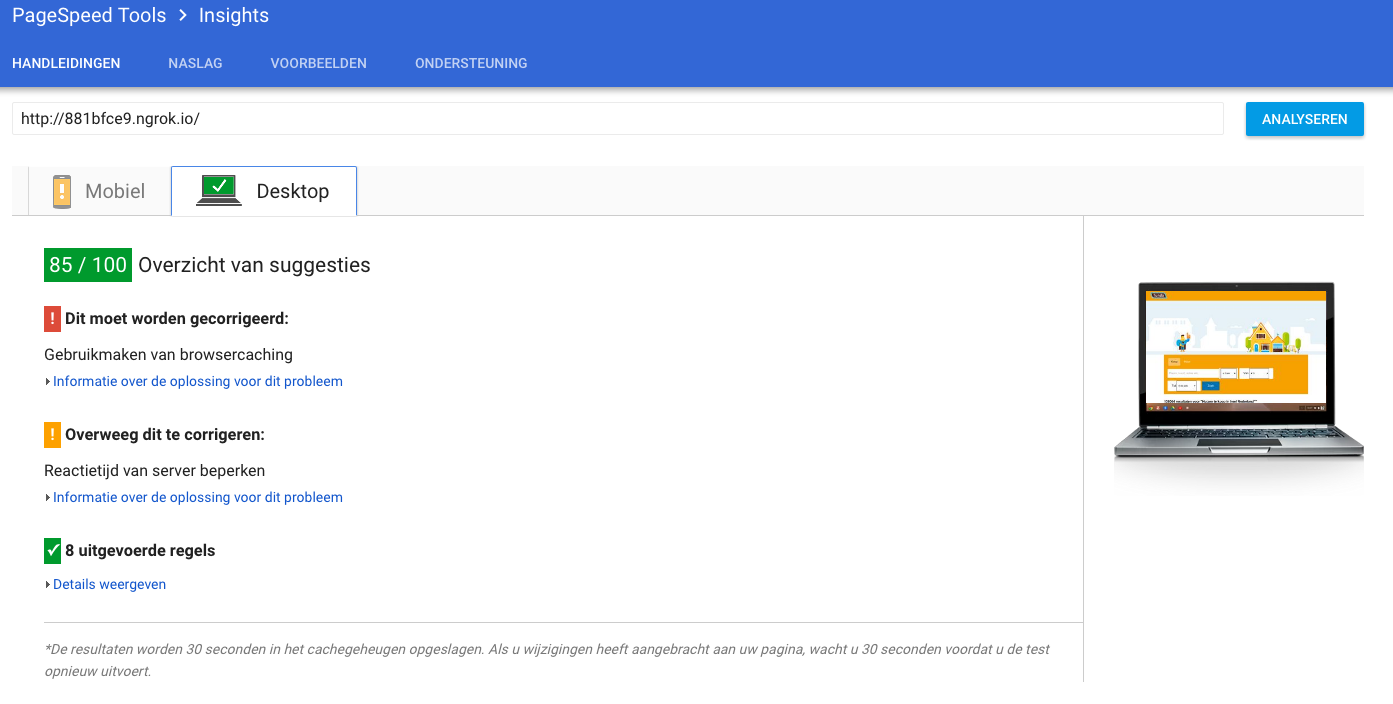 PageSpeed Tools > Insights
HANDLEIDINGEN NASLAG VOORBEELDEN ONDERSTEUNING
http://881bfce9.ngrok.io/
ANALYSEREN
Mobiel
Desktop
85 / 100 Overzicht van suggesties
! Dit moet worden gecorrigeerd:
Gebruikmaken van browsercaching
Informatie over de oplossing voor dit probleem
! Overweeg dit te corrigeren:
Reactietijd van server beperken
Informatie over de oplossing voor dit probleem
8 uitgevoerde regels
Details weergeven
*De resultaten worden 30 seconden in het cachegeheugen opgeslagen. Als u wijzigingen heeft aangebracht aan uw pagina, wacht u 30 seconden voordat u de test
opnieuw uitvoert.